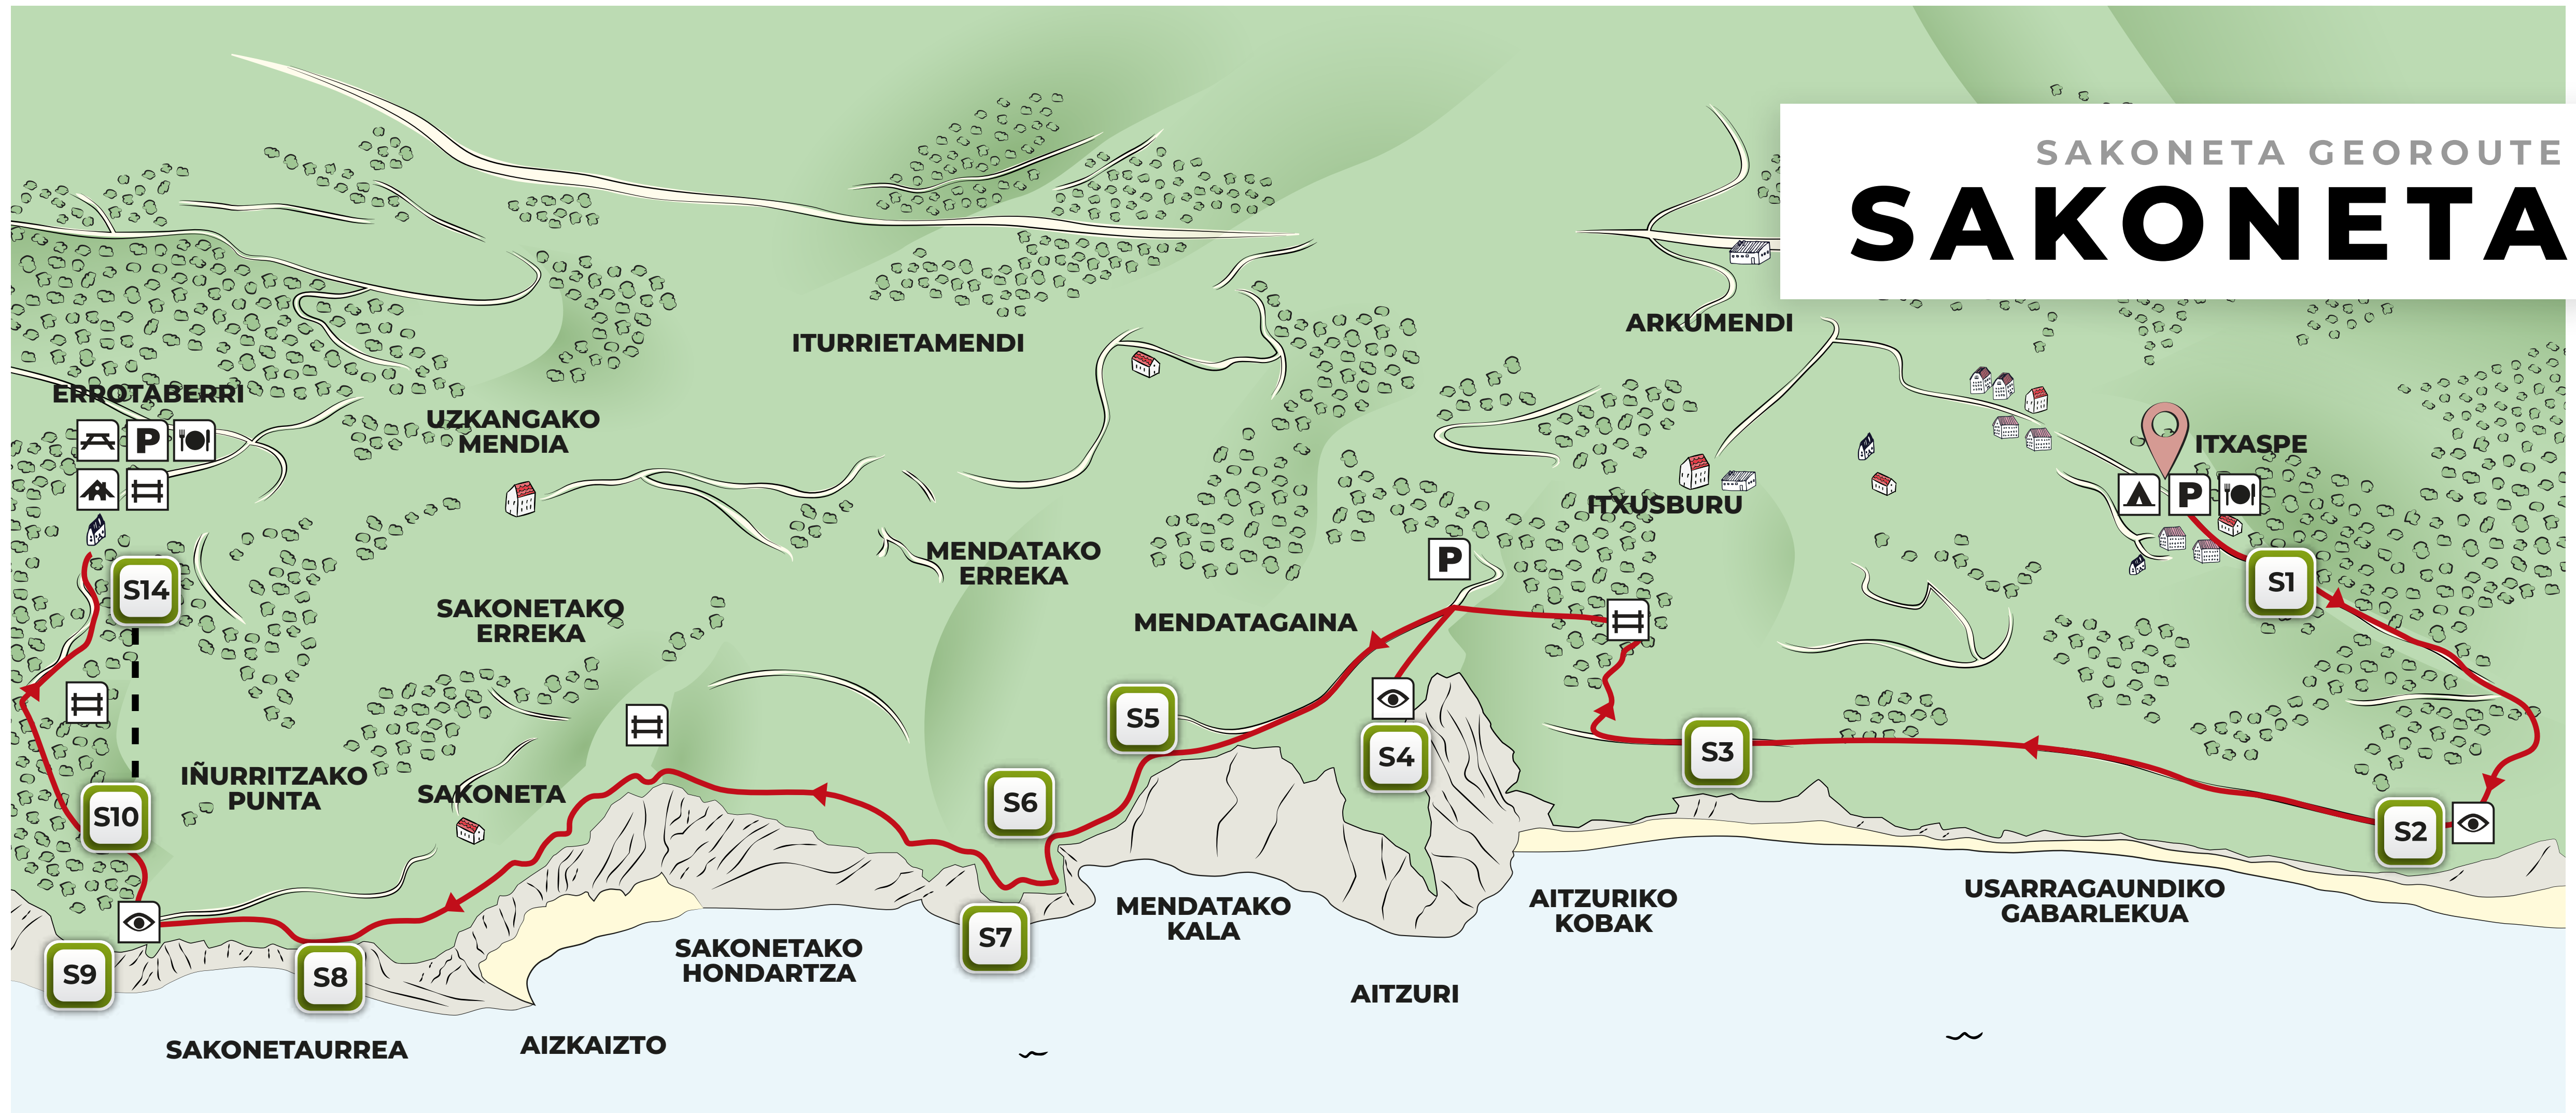 SAKONETA GEOROUTE
SAKONETA
ARKUMENDI
ITURRIETAMENDI
ERROTABERRI
P
UZKANGAKO
MENDIA
ITXASPE
P
ITXUSBURU
MENDATAKO
ERREKA
P
S1
S14
SAKONETAKO
ERREKA
MENDATAGAINA
S5
S4
S3
IÑURRITZAKO
PUNTA
SAKONETA
S6
S10
S2
USARRAGAUNDIKO
GABARLEKUA
AITZURIKO
KOBAK
MENDATAKO
KALA
S7
SAKONETAKO
HONDARTZA
S9
S8
AITZURI
SAKONETAURREA
AIZKAIZTO